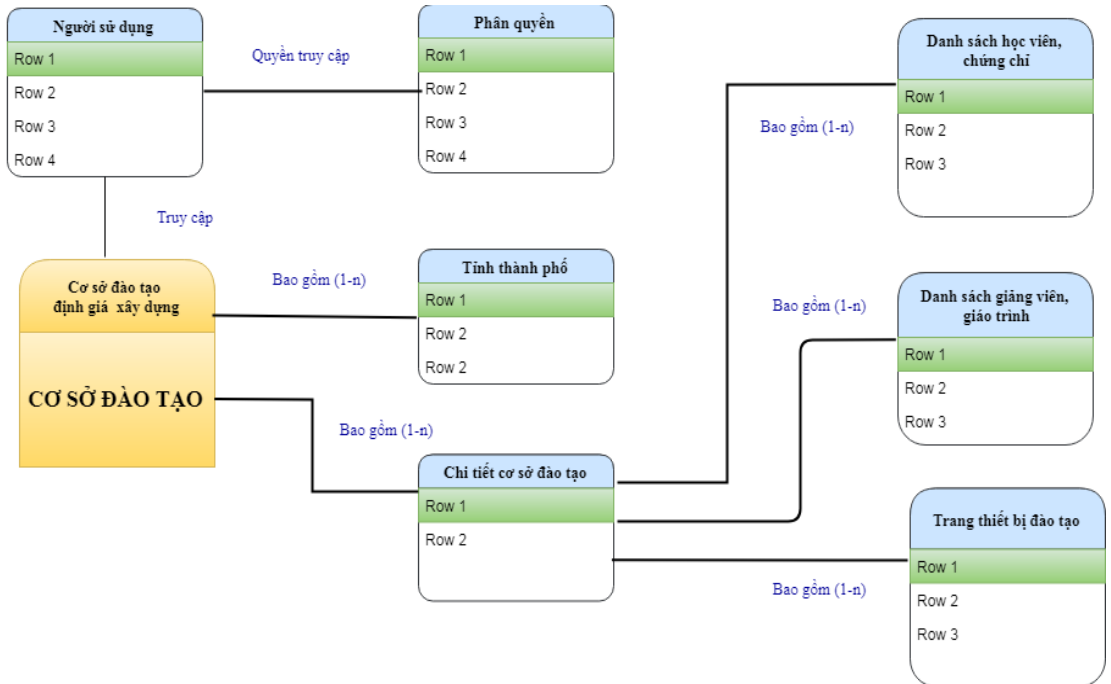 Người sử dụng
Row 1
Row 2
Row 3
Row 4
Quyền truy cập
Phân quyền
Row 1
Row 2
Row 3
Row 4
Danh sách học viên,
chứng chỉ
Row 1
Row 2
Row 3
Bao gồm (1-n)
Truy cập
Cơ sở đào tạo
định giá xây dựng
CƠ SỞ ĐÀO TẠO
Bao gồm (1-n)
Tỉnh thành phố
Row 1
Row 2
Row 2
Bao gồm (1-n)
Danh sách giảng viên,
giáo trình
Row 1
Row 2
Row 3
Bao gồm (1-n)
Chi tiết cơ sở đào tạo
Row 1
Row 2
Bao gồm (1-n)
Trang thiết bị đào tạo
Row 1
Row 2
Row 3